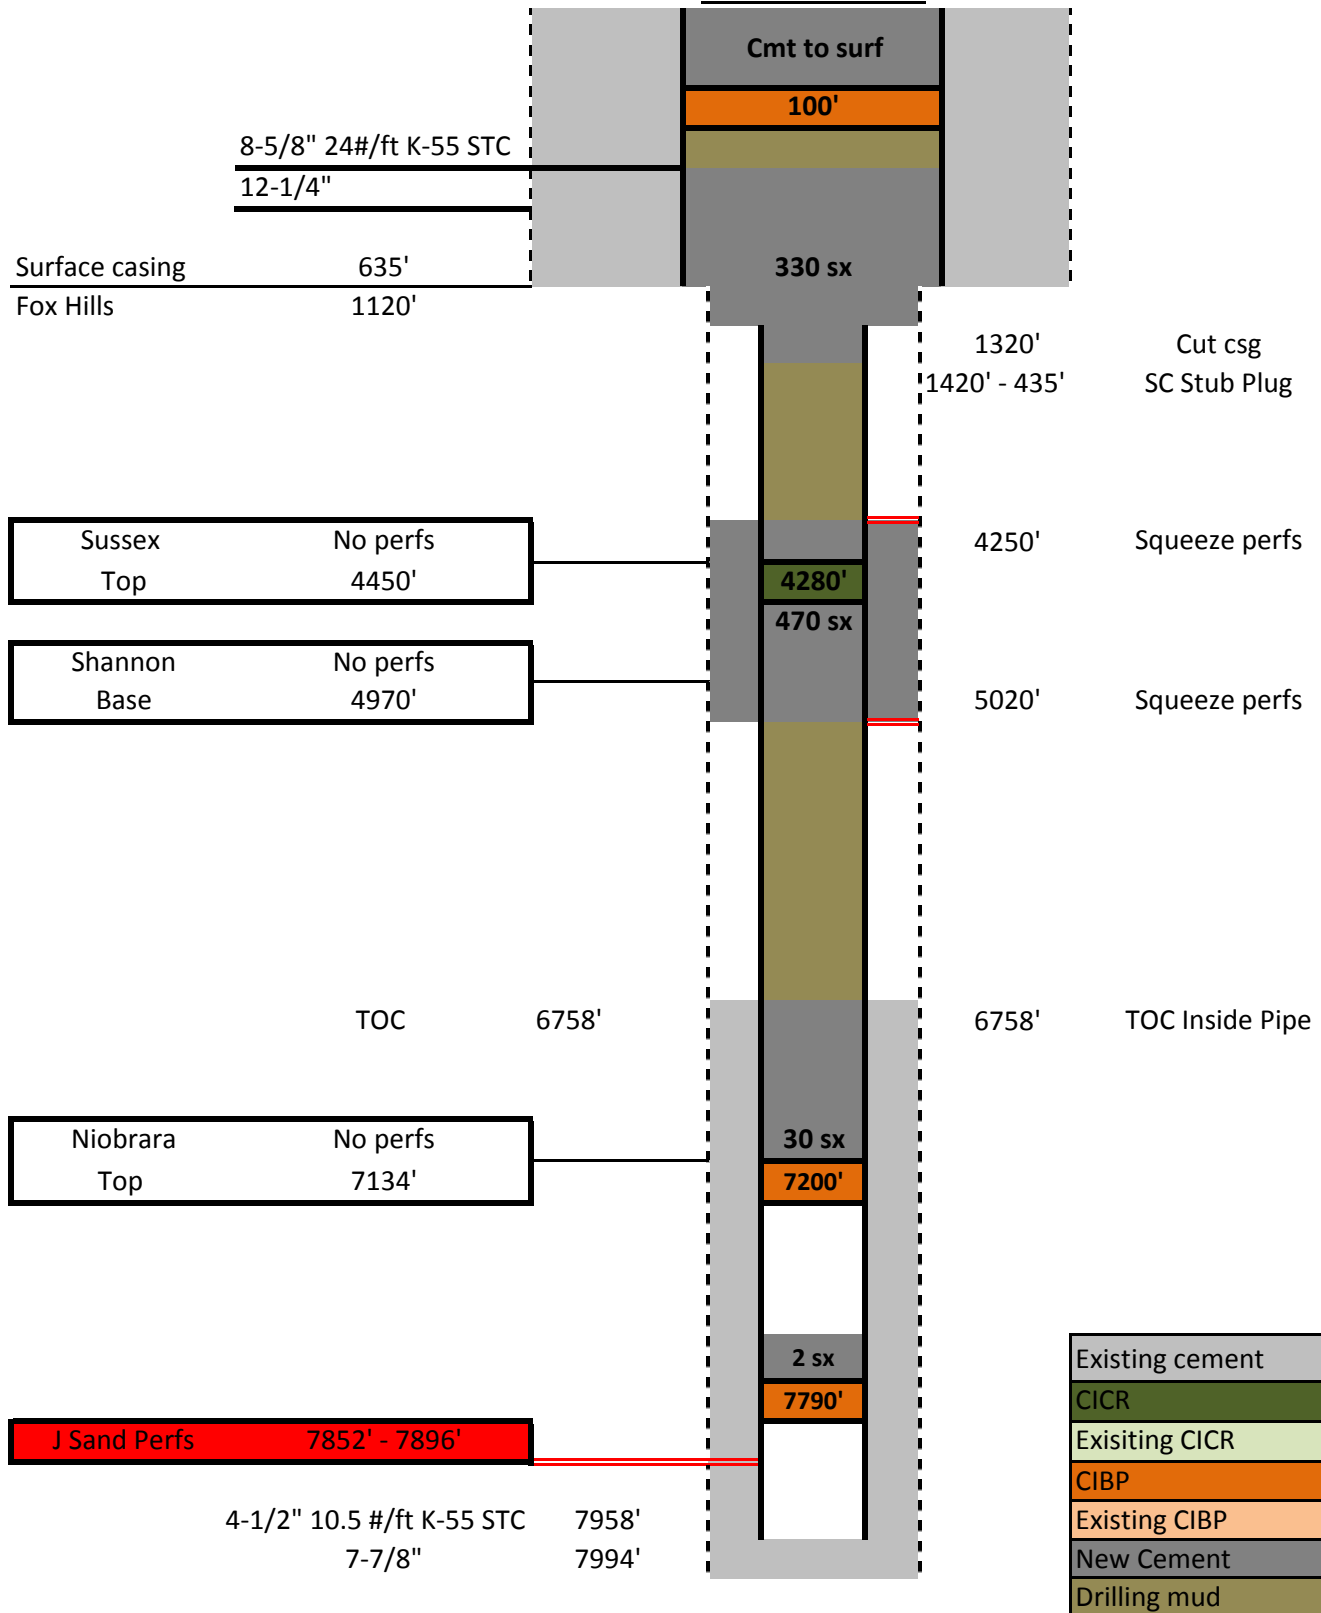 Cmt to surf
100'
8-5/8" 24#/ft K-55 STC
12-1/4"
Surface casing 635' 330 sx
Fox Hills 1120'
1320' Cut csg
1420' - 435' SC Stub Plug
Sussex No perfs 4250' Squeeze perfs
Top 4450' 4280'
470 sx
Shannon No perfs
Base 4970' 5020' Squeeze perfs
TOC 6758' 6758' TOC Inside Pipe
Niobrara No perfs 30 sx
Top 7134' 7200'
2 sx Existing cement
7790' CICR
J Sand Perfs 7852' - 7896' Exisiting CICR
CIBP
4-1/2" 10.5 #/ft K-55 STC 7958' Existing CIBP
7-7/8" 7994' New Cement
Drilling mud